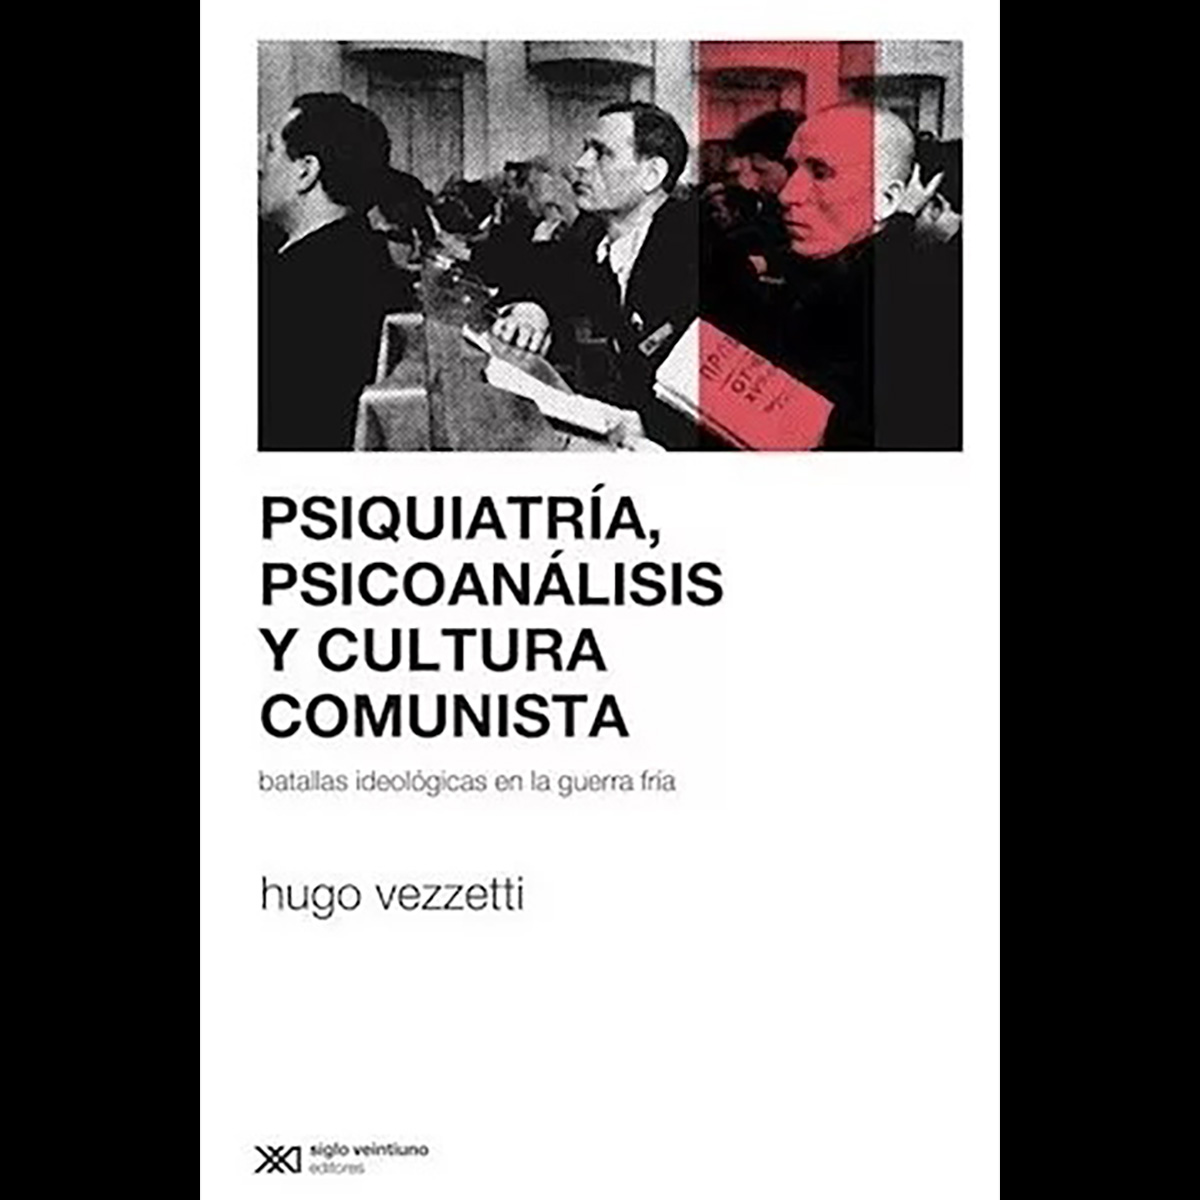 PSIQUIATRÍA,
PSICOANÁLISIS
Y CULTURA
COMUNISTA
batallas ideológicas en la guerra fría
hugo vezzetti
siglo veintiuno
editores